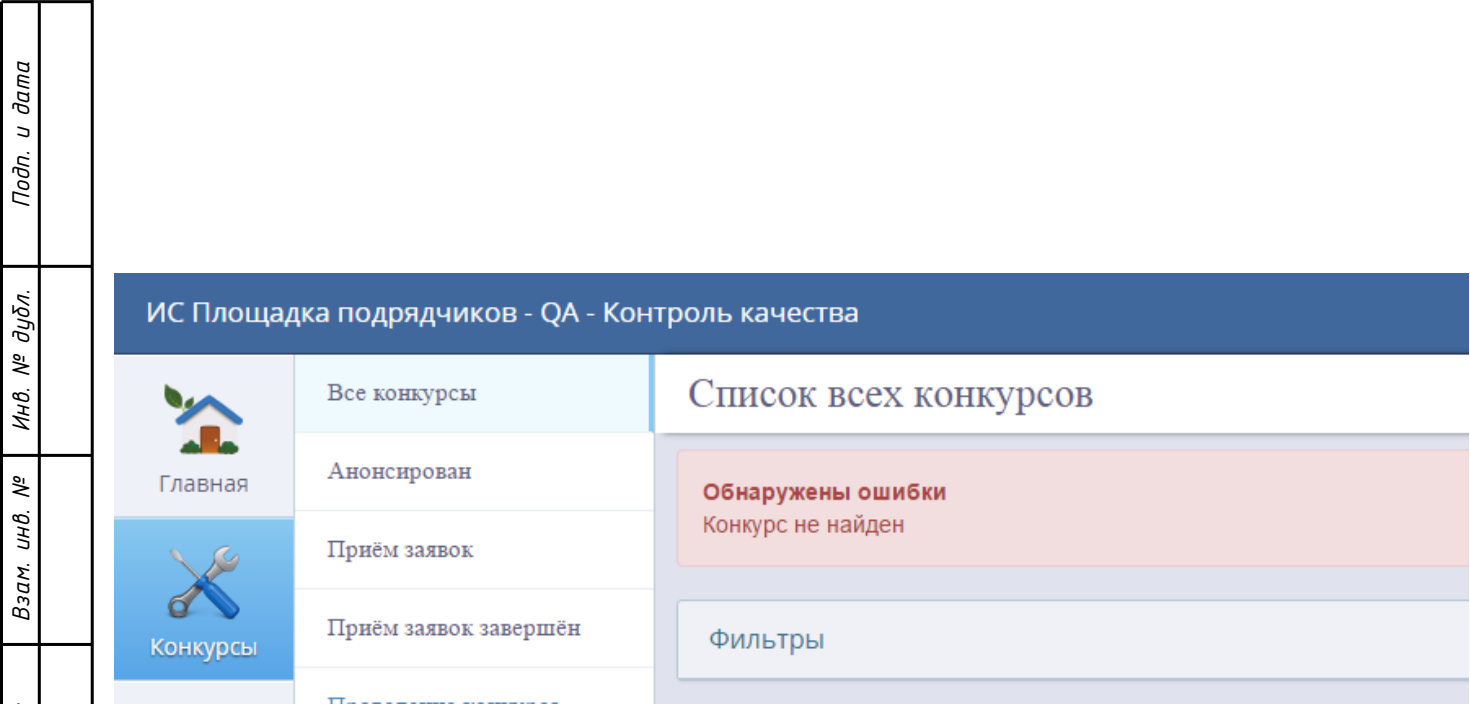 Подп. и дата
Инв. № дубл.
Взам. инв. №
ИС Площадка подрядчиков - QA - Контроль качества
Главная
Конкурсы
Все конкурсы
Анонсирован
Приём заявок
Приём заявок завершён
Список всех конкурсов
Обнаружены ошибки
Конкурс не найден
Фильтры